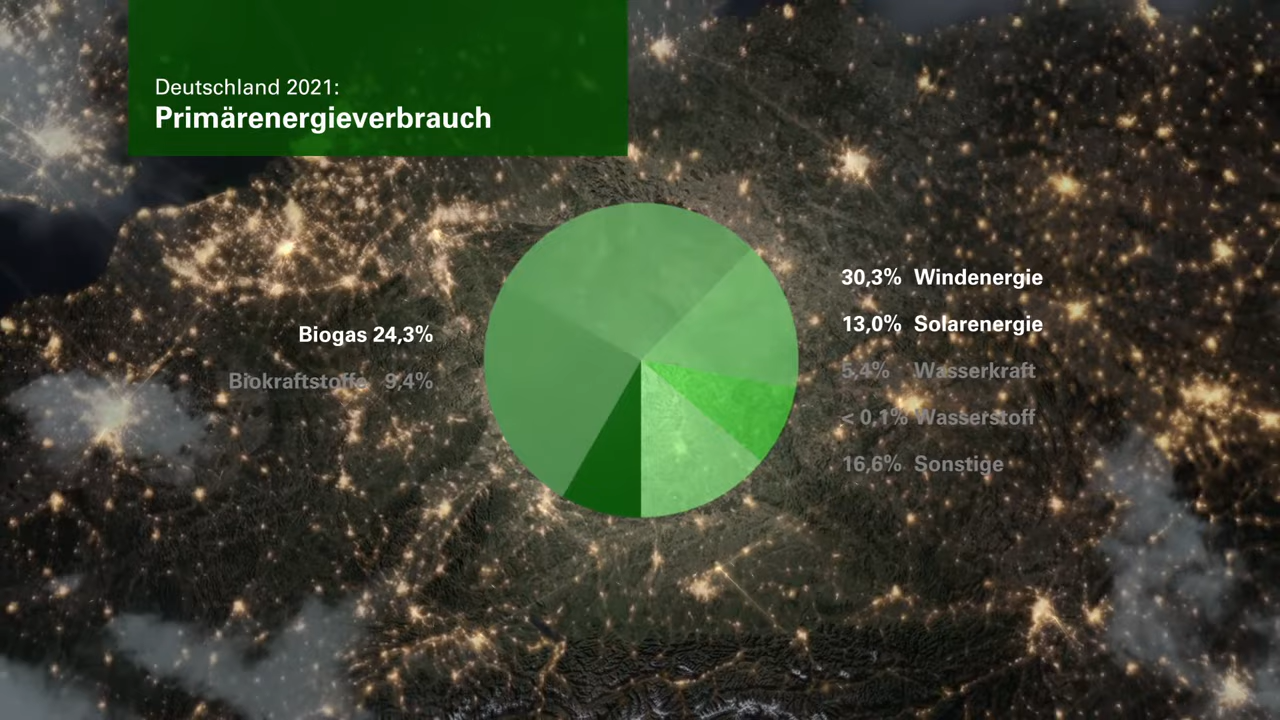 Deutschland 2021:
Primärenergieverbrauch
Biogas 24,3%
Biokraftstoffe 9,4%
30,3% Windenergie
13,0% Solarenergie
5,4% Wasserkraft
< 0,1% Wasserstoff
16,6% Sonstige